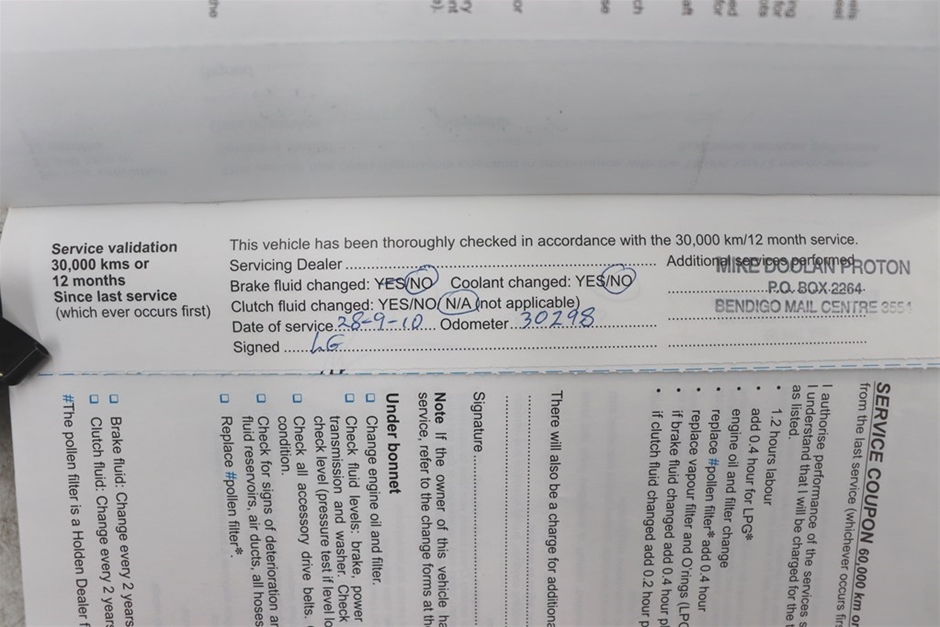 Service validation
30,000 kms or
12 months
Since last service
(which ever occurs first)
This vehicle has been thoroughly checked in accordance with the 30,000 km/12 month service.
Servicing Dealer
Brake fluid changed: YES/NO Coolant changed: YES/NO
Clutch fluid changed: YES/NO/N/A (not applicable)
Date of service 28-9-10 Odometer 30298
Signed LG
Additional services performed
MIKE DOOLAN PROTON
P.O. BOX 2264
BENDIGO MAIL CENTRE 3551
SERVICE COUPON 60,000 km or
from the last service (whichever occurs
I authorise performance of the services
I understand that I will be charged for the
as listed.
• 1.2 hours labour
• add 0.4 hour for LPG*
• engine oil and filter change
• replace #pollen filter* add 0.4 hour
• replace vapour filter and O'rings
• if brake fluid changed add 0.4 hour
• if clutch fluid changed add 0.2 hour
There will also be a charge for
Signature
Note If the owner of this vehicle
service, refer to the change forms at
Under bonnet
Change engine oil and filter.
Check fluid levels: brake, power
transmission and washer. Check
check level (pressure test if level
Check all accessory drive belts.
condition.
Check for signs of deterioration
fluid reservoirs, air ducts, all hoses
Replace #pollen filter*.
Brake fluid: Change every 2 years
Clutch fluid: Change every 2 years
#The pollen filter is a Holden Dealer